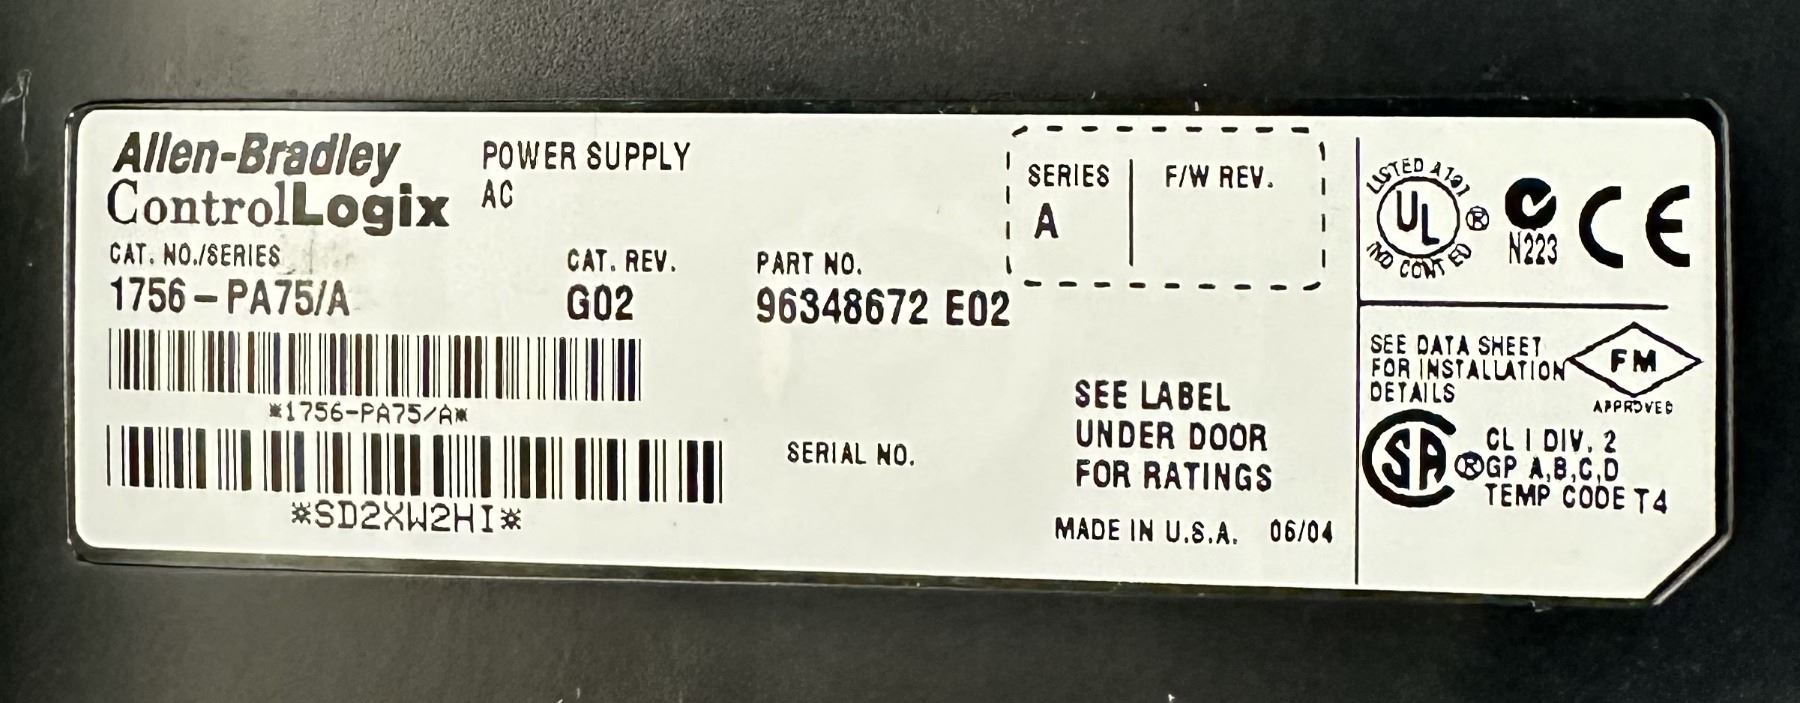 Allen-Bradley
ControlLogix
POWER SUPPLY
AC
SERIES
A
F/W REV.
CAT. NO./SERIES
1756-PA75/A
CAT. REV.
G02
PART NO.
96348672 E02
*1756-PA75/A*
*SD2XW2HI*
SERIAL NO.
SEE LABEL
UNDER DOOR
FOR RATINGS
MADE IN U.S.A. 06/04
LISTED A197
UL ®
IND CONT EQ
N223
CE
SEE DATA SHEET
FOR INSTALLATION
DETAILS
FM
APPROVED
SA ®
CL I DIV. 2
GP A,B,C,D
TEMP CODE T4